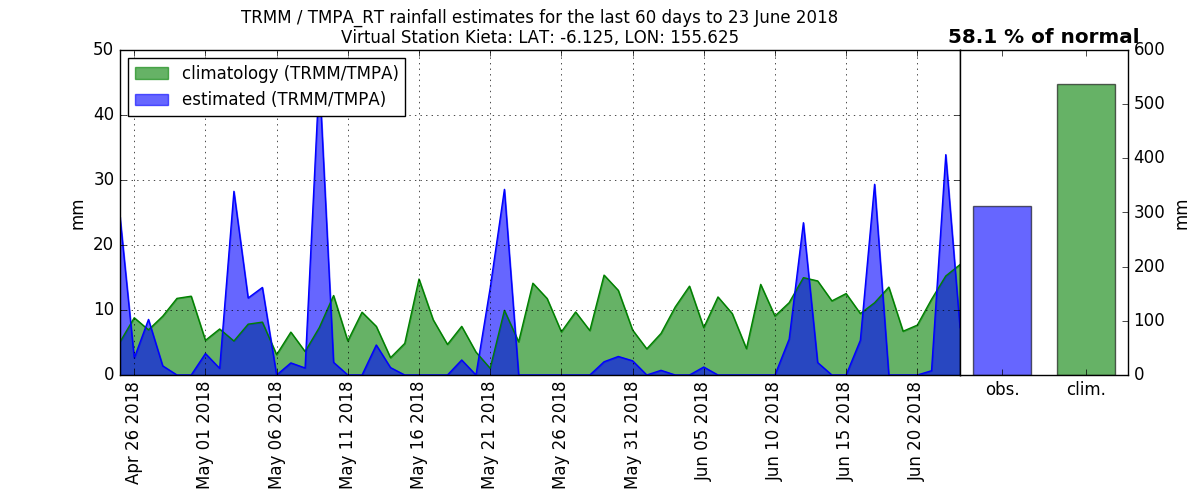 TRMM / TMPA_RT rainfall estimates for the last 60 days to 23 June 2018
Virtual Station Kieta: LAT: -6.125, LON: 155.625
58.1 % of normal
climatology (TRMM/TMPA)
estimated (TRMM/TMPA)
50
40
30
20
10
0
mm
600
500
400
300
200
100
0
mm
Apr 26 2018
May 01 2018
May 06 2018
May 11 2018
May 16 2018
May 21 2018
May 26 2018
May 31 2018
Jun 05 2018
Jun 10 2018
Jun 15 2018
Jun 20 2018
obs.
clim.